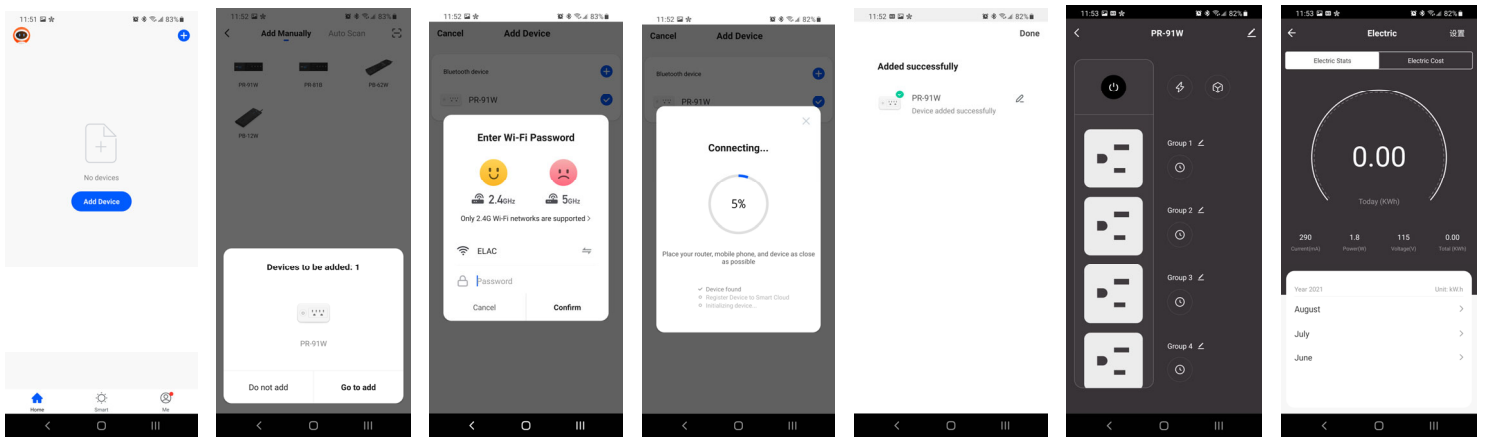 11:51
83%
No devices
Add Device
Home
Smart
Me
11:52
83%
Add Manually
Auto Scan
PR-91W
PR-81B
PR-62W
PR-12W
Devices to be added. 1
PR-91W
Do not add
Go to add
11:52
83%
Cancel
Add Device
Bluetooth device
PR-91W
Enter Wi-Fi Password
2.4GHz
5GHz
Only 2.4G Wi-Fi networks are supported >
ELAC
Password
Cancel
Confirm
11:52
82%
Cancel
Add Device
Bluetooth device
PR-91W
Connecting...
5%
Place your router, mobile phone, and device as close
as possible
Device found
Register Device to Smart Cloud
Initializing device...
11:52
82%
Done
Added successfully
PR-91W
Device added successfully
11:53
82%
PR-91W
Group 1
Group 2
Group 3
Group 4
11:53
82%
Electric
设置
Electric Stats
Electric Cost
0.00
Today (KWh)
290
1.8
115
0.00
Current(mA)
Power(W)
Voltage(V)
Total (KWh)
Year 2021
Unit: kW.h
August
July
June